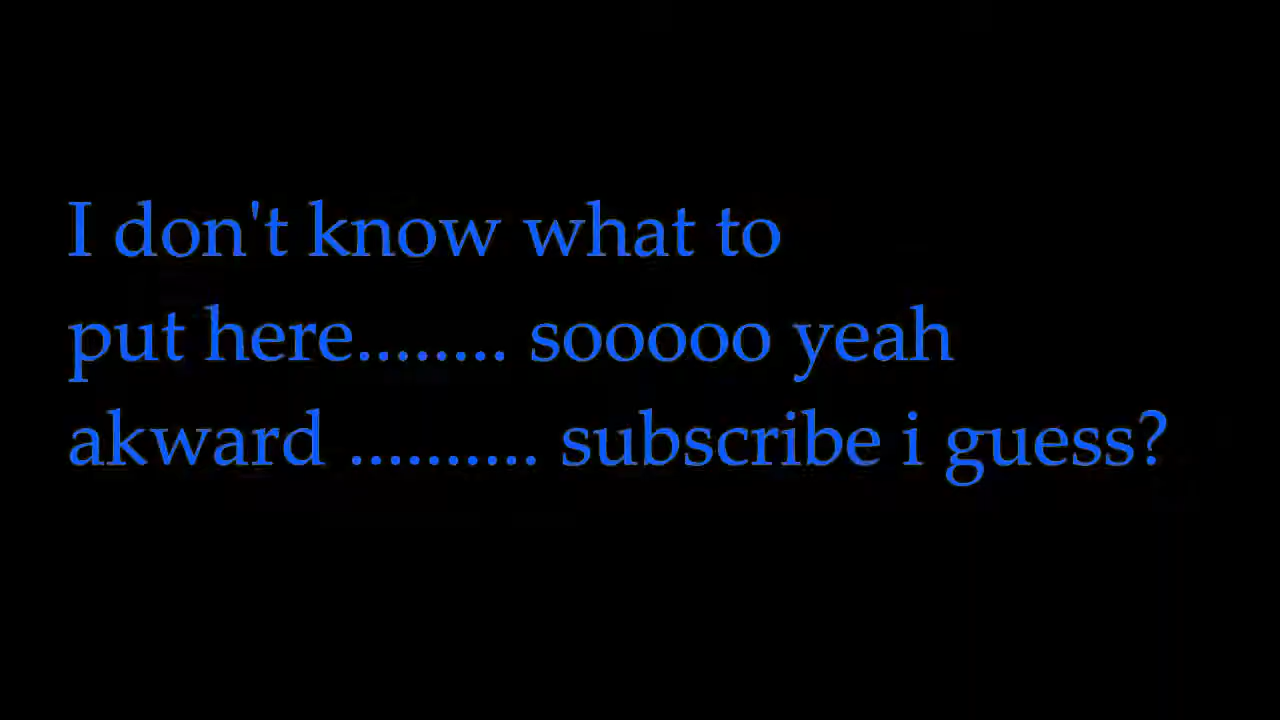 I don't know what to
put here........ sooooo yeah
akward .......... subscribe i guess?